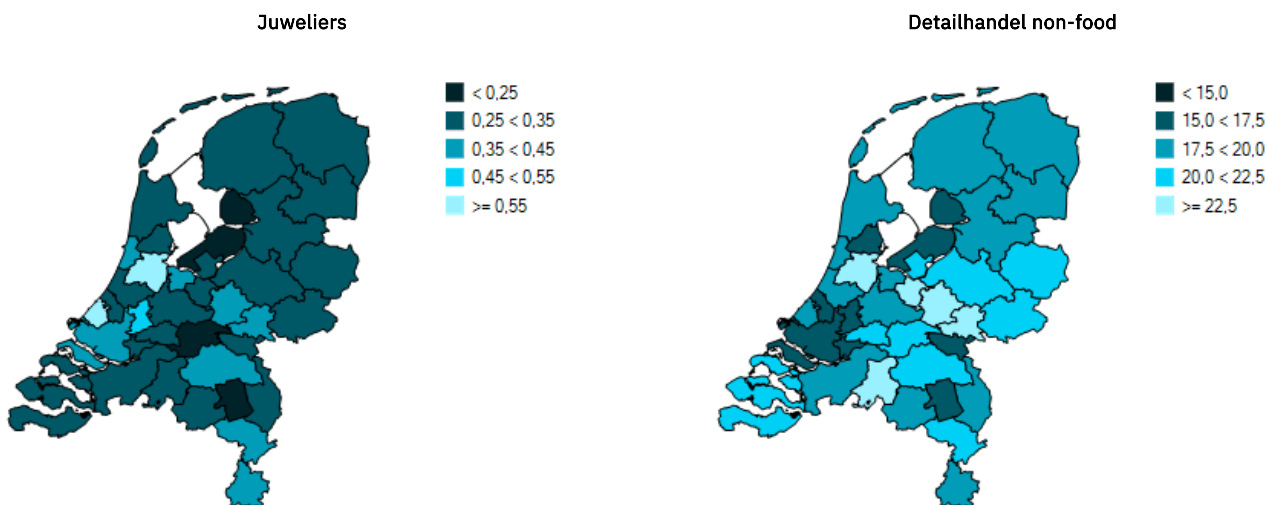 Juweliers
< 0,25
0,25 < 0,35
0,35 < 0,45
0,45 < 0,55
>= 0,55
Detailhandel non-food
< 15,0
15,0 < 17,5
17,5 < 20,0
20,0 < 22,5
>= 22,5